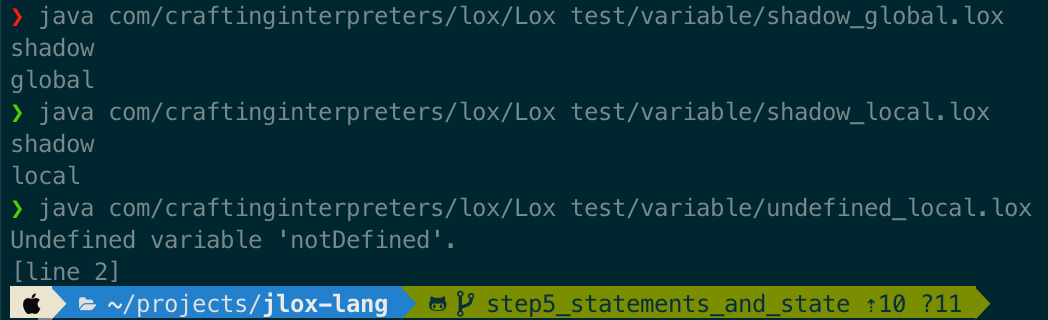 ❯ java com/craftinginterpreters/lox/Lox test/variable/shadow_global.lox
shadow
global
❯ java com/craftinginterpreters/lox/Lox test/variable/shadow_local.lox
shadow
local
❯ java com/craftinginterpreters/lox/Lox test/variable/undefined_local.lox
Undefined variable 'notDefined'.
[line 2]
~/projects/jlox-lang step5_statements_and_state ⇡10 ?11